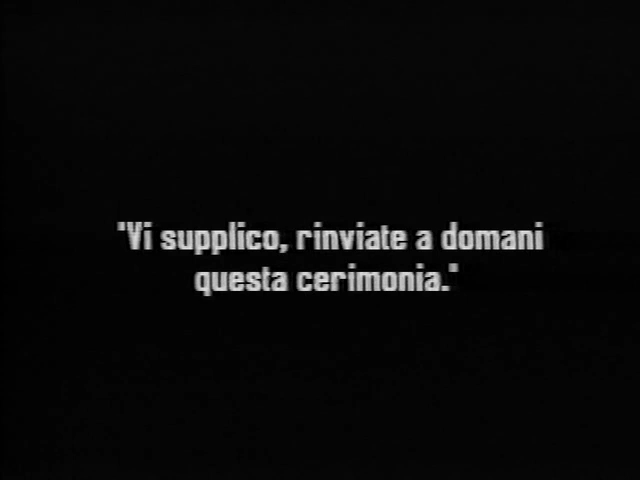 "Vi supplico, rinviate a domani
questa cerimonia."